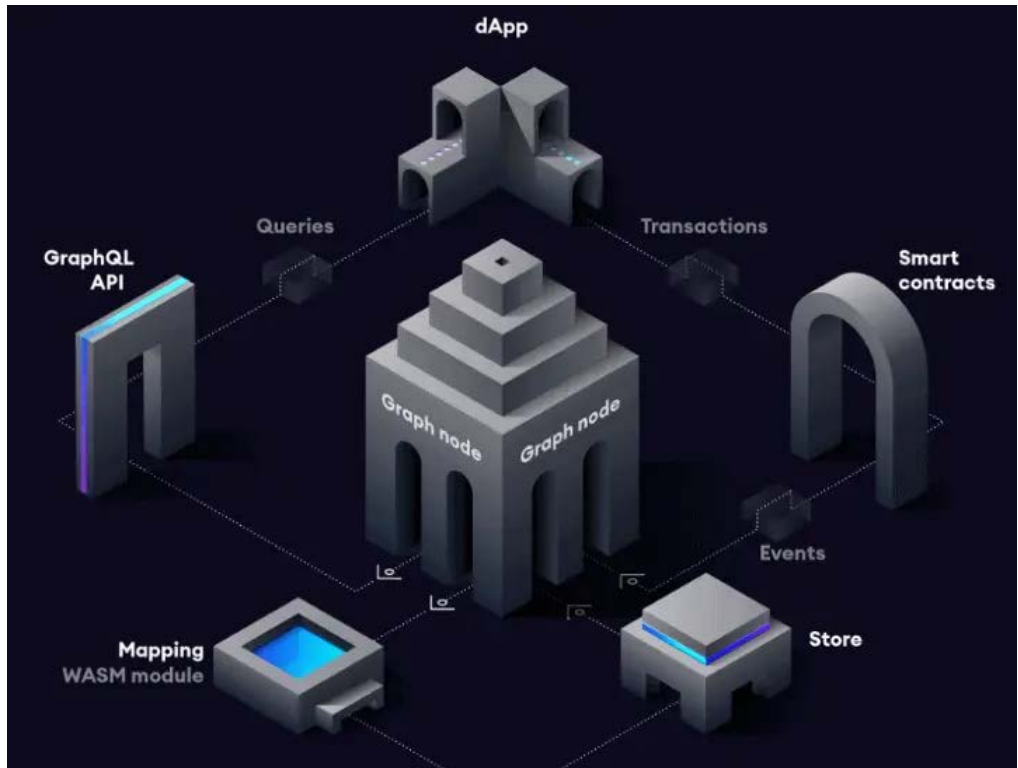 dApp
Queries
Transactions
GraphQL
API
Smart
contracts
Graph node
Graph node
Events
Mapping
WASM module
Store